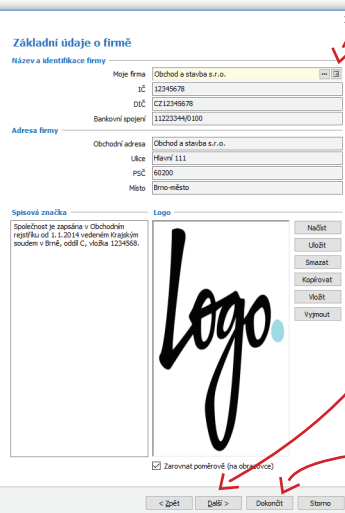 Základní údaje o firmě
Název a identifikace firmy
Moje firma Obchod a stavba s.r.o.
IČ 12345678
DIČ CZ12345678
Bankovní spojení 11223344/0100
Adresa firmy
Obchodní adresa Obchod a stavba s.r.o.
Ulice Hlavní 111
PSČ 60200
Místo Brno-město
Spisová značka
Společnost je zapsána v Obchodním
rejstříku od 1.1.2014 vedeném Krajským
soudem v Brně, oddíl C, vložka 1234568.
Logo
logo.
Načíst
Uložit
Smazat
Kopírovat
Vložit
Vyjmout
Zarovnat poměrově (na obrazovce)
< Zpět Další > Dokončit Storno